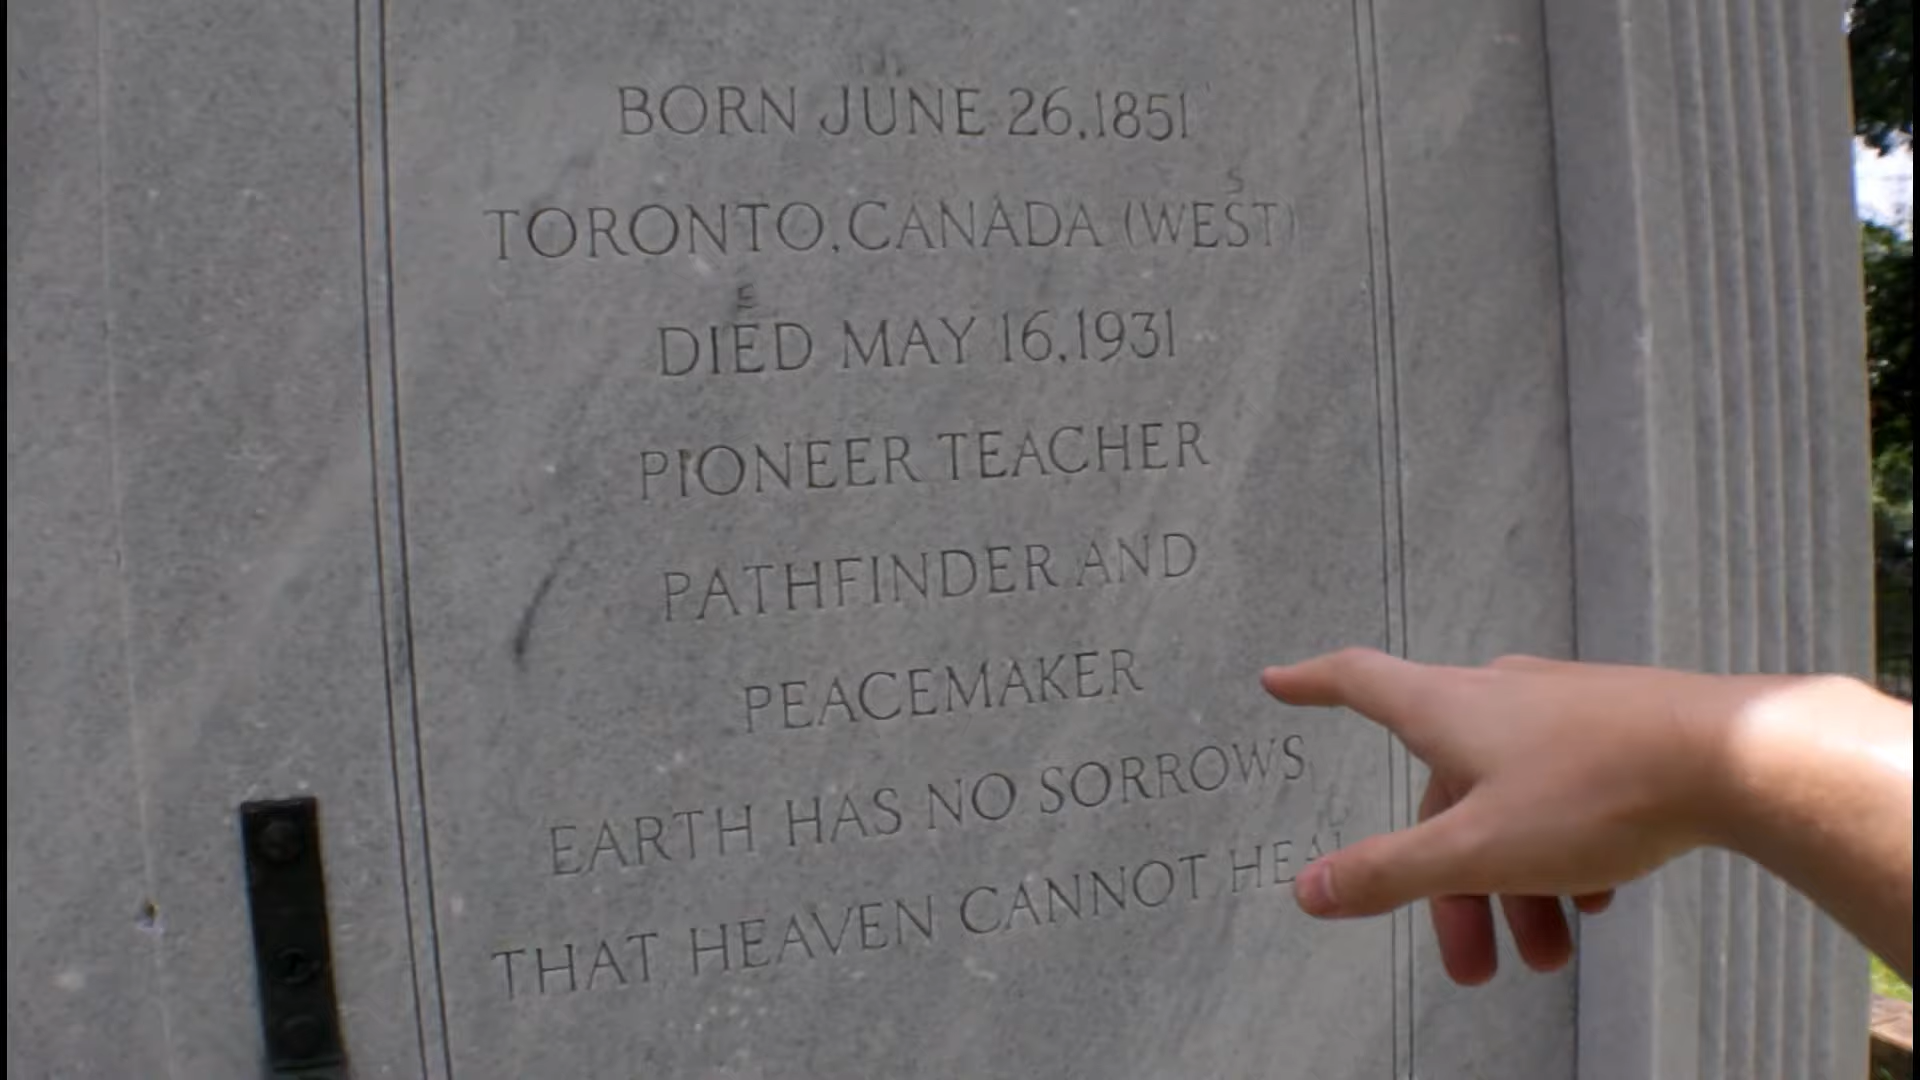 BORN JUNE 26,1851
TORONTO, CANADA (WEST)
DIED MAY 16,1931
PIONEER TEACHER
PATHFINDER AND
PEACEMAKER
EARTH HAS NO SORROWS
THAT HEAVEN CANNOT HEAL